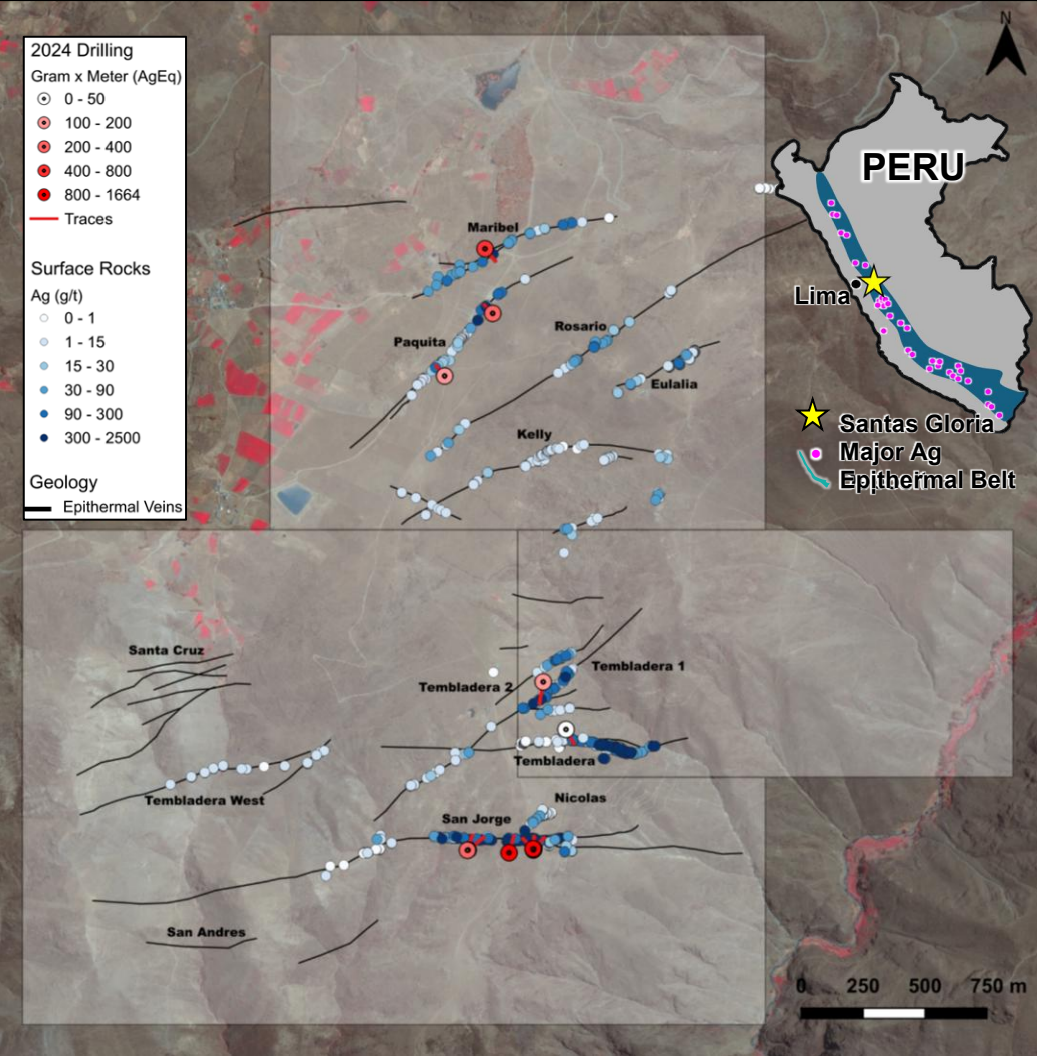 N
2024 Drilling
Gram x Meter (AgEq)
0 - 50
100 - 200
200 - 400
400 - 800
800 - 1664
Traces
Surface Rocks
Ag (g/t)
0 - 1
1 - 15
15 - 30
30 - 90
90 - 300
300 - 2500
Geology
Epithermal Veins
PERU
Lima
Santas Gloria
Major Ag
Epithermal Belt
Maribel
Paquita
Rosario
Eulalia
Kelly
Santa Cruz
Tembladera 1
Tembladera 2
Tembladera
Tembladera West
Nicolas
San Jorge
San Andres
0 250 500 750 m